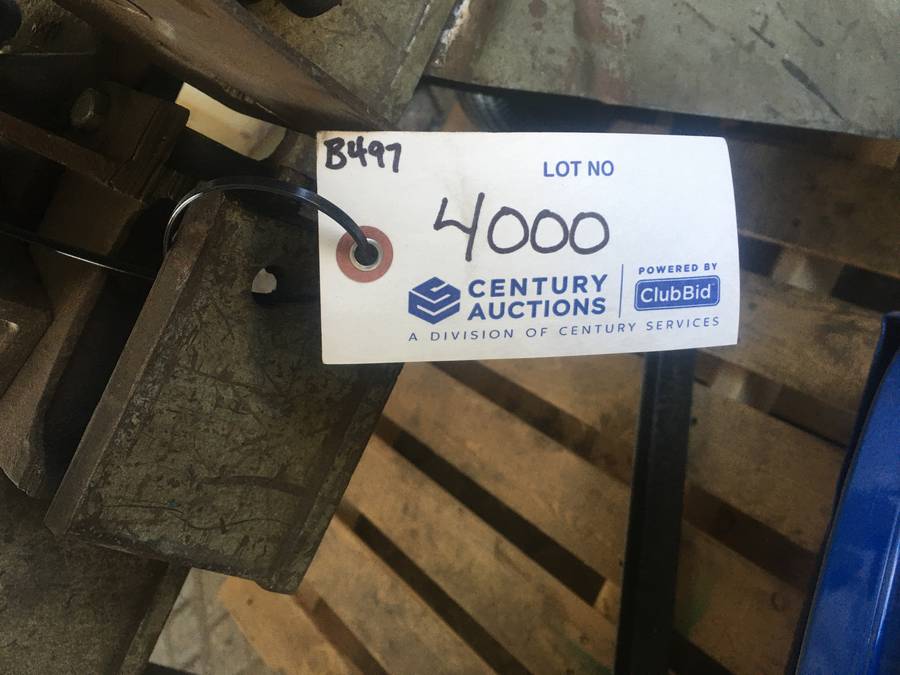 B497
LOT NO
4000
CENTURY AUCTIONS
POWERED BY
ClubBid
A DIVISION OF CENTURY SERVICES